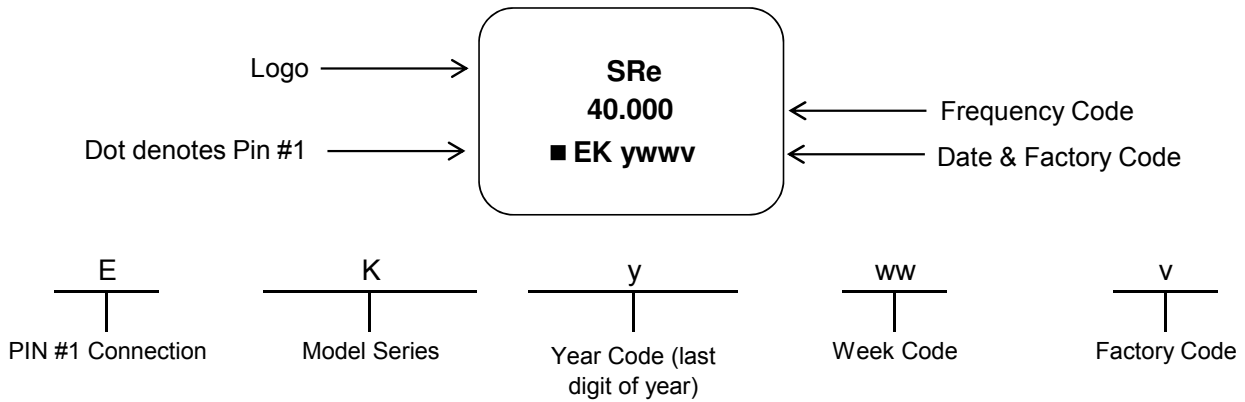 Logo
SRe
40.000
Frequency Code
Dot denotes Pin #1
■ EK ywwv
Date & Factory Code
E
K
y
ww
v
PIN #1 Connection
Model Series
Year Code (last
digit of year)
Week Code
Factory Code